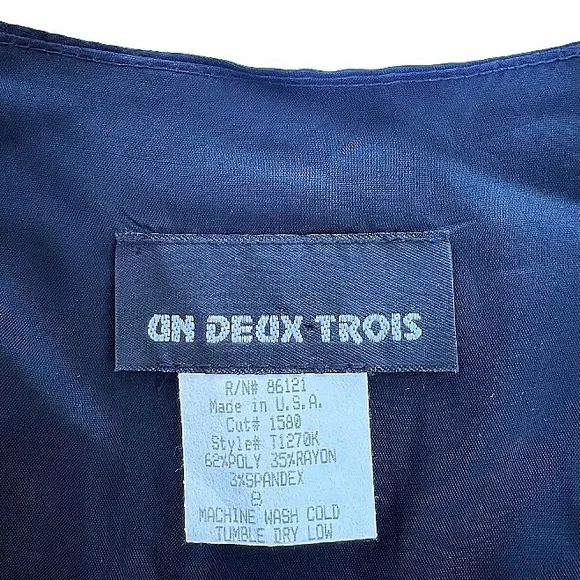 UN DEUX TROIS
R/N# 86121
Made in U.S.A.
Cut# 1580
Style# T1270K
62%POLY 35%RAYON
3%SPANDEX
8
MACHINE WASH COLD
TUMBLE DRY LOW